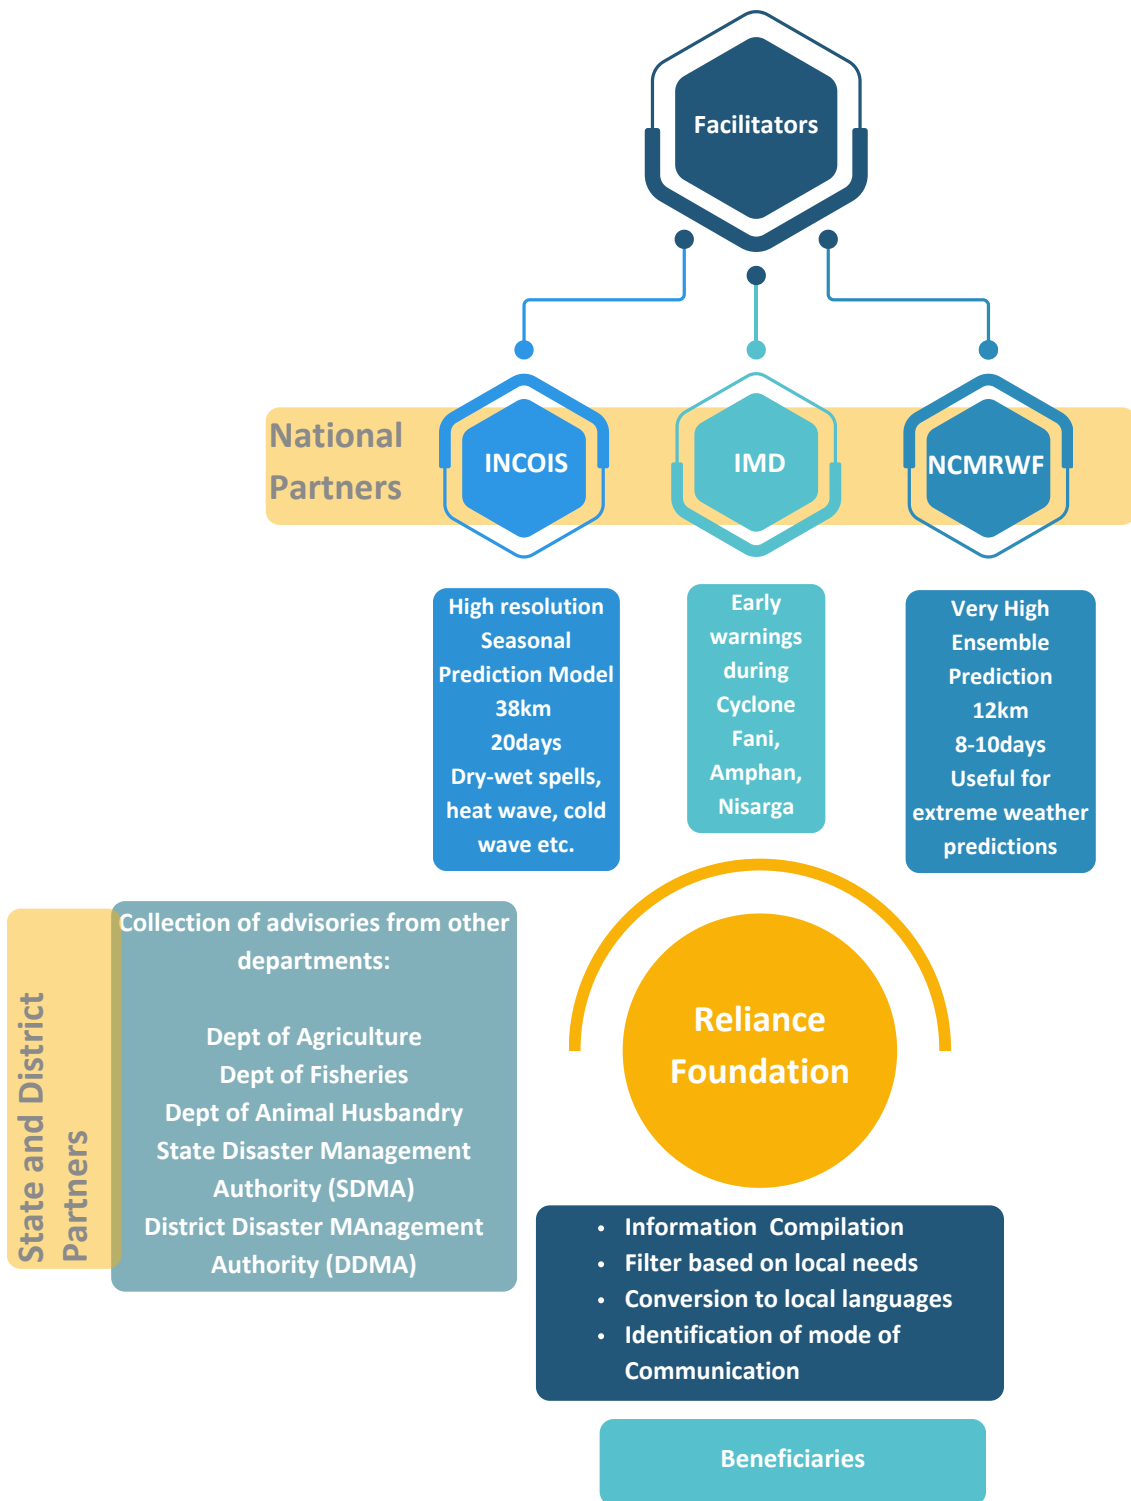 Facilitators
National
Partners
INCOIS
IMD
NCMRWF
High resolution
Seasonal
Prediction Model
38km
20days
Dry-wet spells,
heat wave, cold
wave etc.
Early
warnings
during
Cyclone
Fani,
Amphan,
Nisarga
Very High
Ensemble
Prediction
12km
8-10days
Useful for
extreme weather
predictions
State and District
Partners
Collection of advisories from other
departments:
Dept of Agriculture
Dept of Fisheries
Dept of Animal Husbandry
State Disaster Management
Authority (SDMA)
District Disaster MAnagement
Authority (DDMA)
Reliance
Foundation
• Information Compilation
• Filter based on local needs
• Conversion to local languages
• Identification of mode of
Communication
Beneficiaries